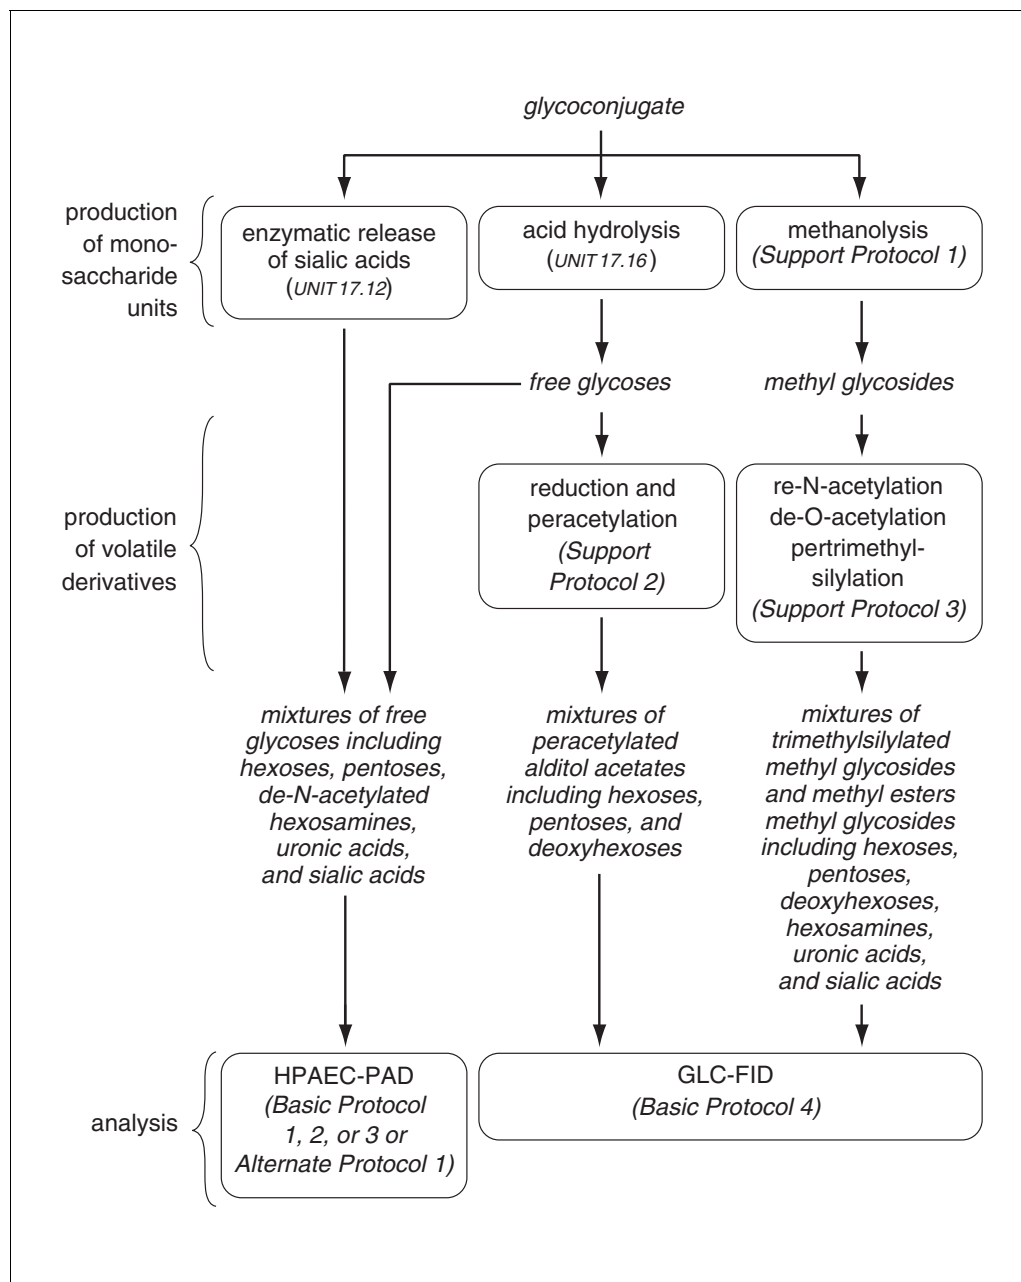 glycoconjugate
production
of mono-
saccharide
units
enzymatic release
of sialic acids
(UNIT 17.12)
acid hydrolysis
(UNIT 17.16)
methanolysis
(Support Protocol 1)
free glycoses
methyl glycosides
production
of volatile
derivatives
reduction and
peracetylation
(Support
Protocol 2)
re-N-acetylation
de-O-acetylation
pertrimethyl-
silylation
(Support Protocol 3)
mixtures of free
glycoses including
hexoses, pentoses,
de-N-acetylated
hexosamines,
uronic acids,
and sialic acids
mixtures of
peracetylated
alditol acetates
including hexoses,
pentoses, and
deoxyhexoses
mixtures of
trimethylsilylated
methyl glycosides
and methyl esters
methyl glycosides
including hexoses,
pentoses,
deoxyhexoses,
hexosamines,
uronic acids,
and sialic acids
analysis
HPAEC-PAD
(Basic Protocol
1, 2, or 3 or
Alternate Protocol 1)
GLC-FID
(Basic Protocol 4)